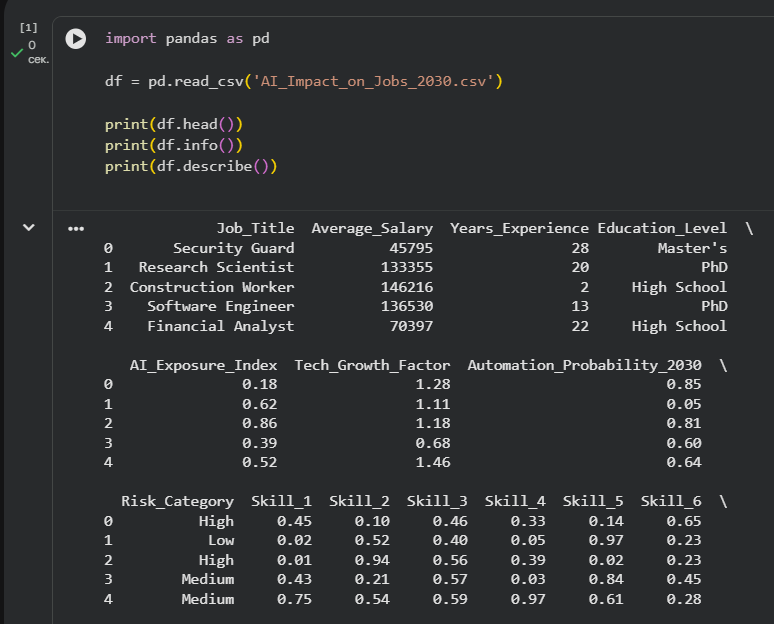 [1]
0
сек.
import pandas as pd
df = pd.read_csv('AI_Impact_on_Jobs_2030.csv')
print(df.head())
print(df.info())
print(df.describe())
Job_Title Average_Salary Years_Experience Education_Level \
0 Security Guard 45795 28 Master's
1 Research Scientist 133355 20 PhD
2 Construction Worker 146216 2 High School
3 Software Engineer 136530 13 PhD
4 Financial Analyst 70397 22 High School
AI_Exposure_Index Tech_Growth_Factor Automation_Probability_2030 \
0 0.18 1.28 0.85
1 0.62 1.11 0.05
2 0.86 1.18 0.81
3 0.39 0.68 0.60
4 0.52 1.46 0.64
Risk_Category Skill_1 Skill_2 Skill_3 Skill_4 Skill_5 Skill_6 \
0 High 0.45 0.10 0.46 0.33 0.14 0.65
1 Low 0.02 0.52 0.40 0.05 0.97 0.23
2 High 0.01 0.94 0.56 0.39 0.02 0.23
3 Medium 0.43 0.21 0.57 0.03 0.84 0.45
4 Medium 0.75 0.54 0.59 0.97 0.61 0.28